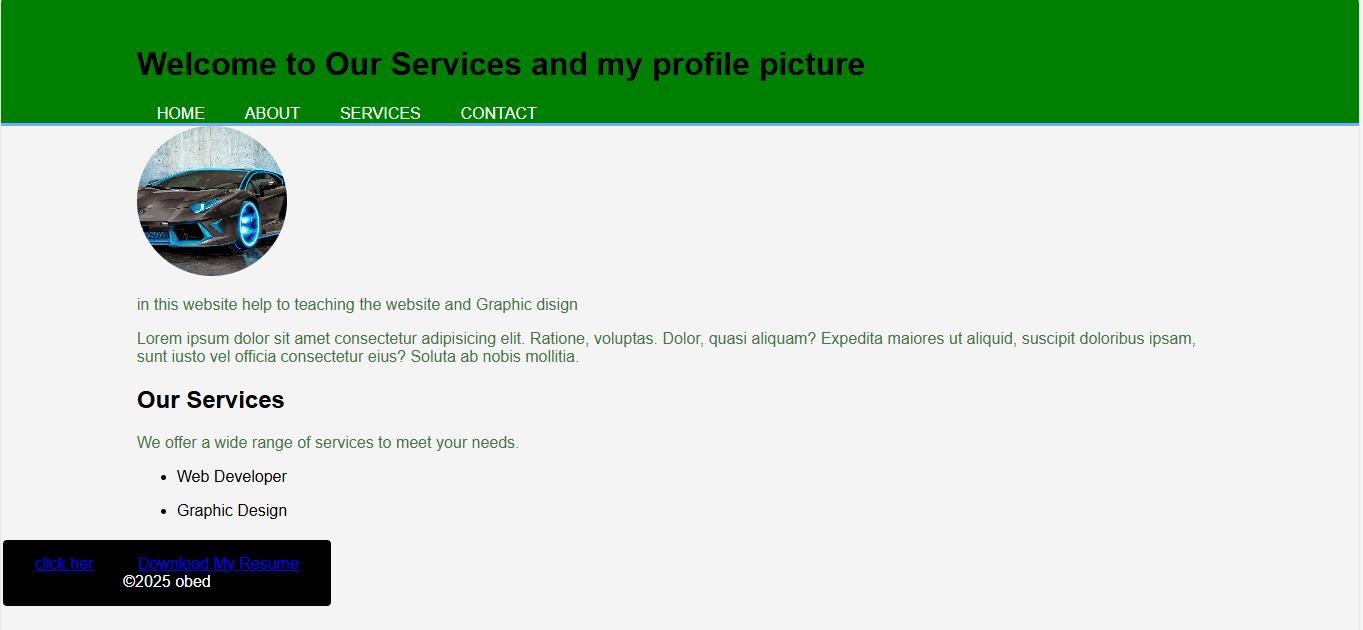 Welcome to Our Services and my profile picture
HOME ABOUT SERVICES CONTACT
in this website help to teaching the website and Graphic disign
Lorem ipsum dolor sit amet consectetur adipisicing elit. Ratione, voluptas. Dolor, quasi aliquam? Expedita maiores ut aliquid, suscipit doloribus ipsam,
sunt iusto vel officia consectetur eius? Soluta ab nobis mollitia.
Our Services
We offer a wide range of services to meet your needs.
• Web Developer
• Graphic Design
click her Download My Resume
©2025 obed